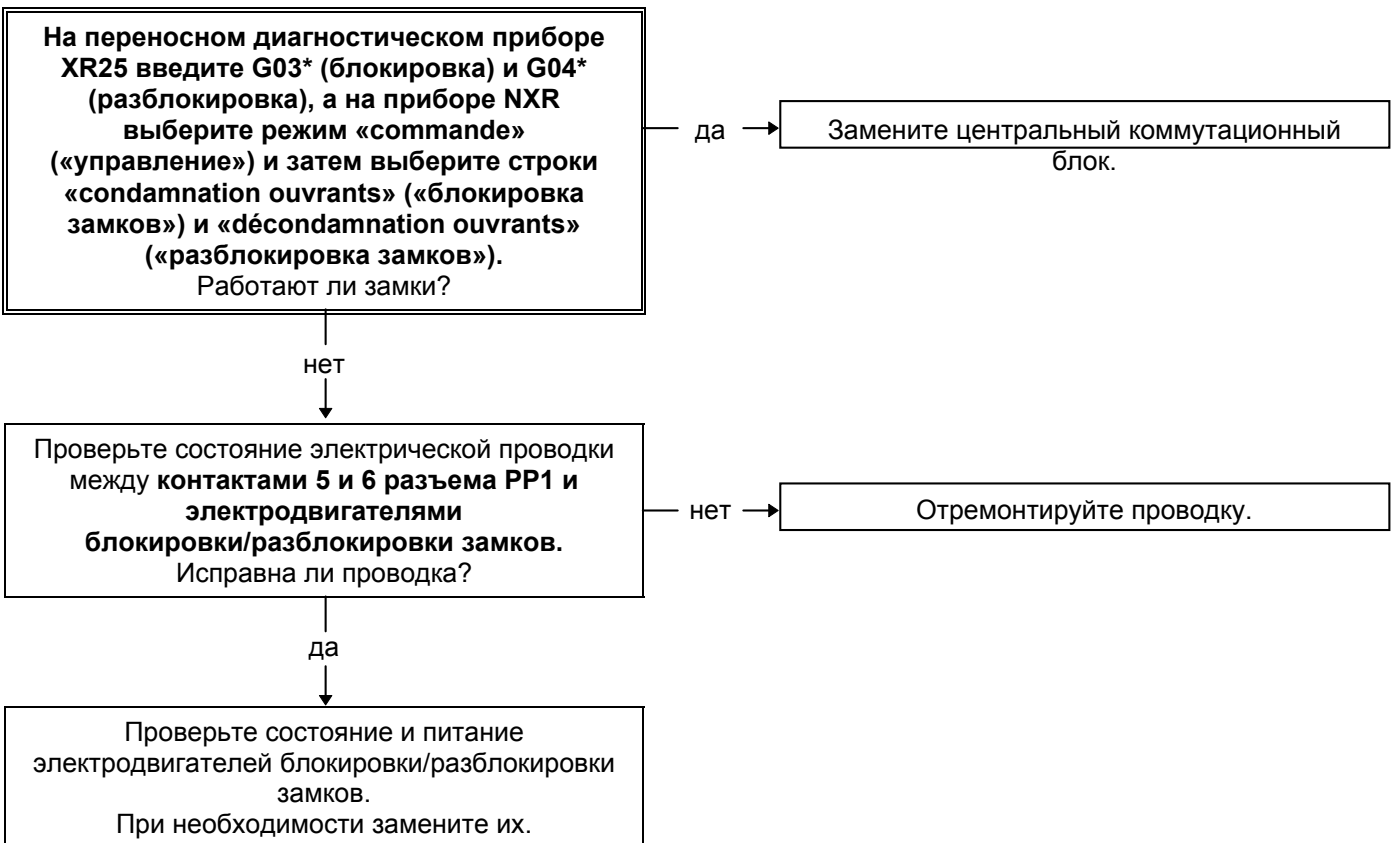 На переносном диагностическом приборе
XR25 введите G03* (блокировка) и G04*
(разблокировка), а на приборе NXR
выберите режим «commande»
(«управление») и затем выберите строки
«condamnation ouvrants» («блокировка
замков») и «décondamnation ouvrants»
(«разблокировка замков»).
Работают ли замки?
да
Замените центральный коммутационный
блок.
нет
Проверьте состояние электрической проводки
между контактами 5 и 6 разъема PP1 и
электродвигателями
блокировки/разблокировки замков.
Исправна ли проводка?
нет
Отремонтируйте проводку.
да
Проверьте состояние и питание
электродвигателей блокировки/разблокировки
замков.
При необходимости замените их.